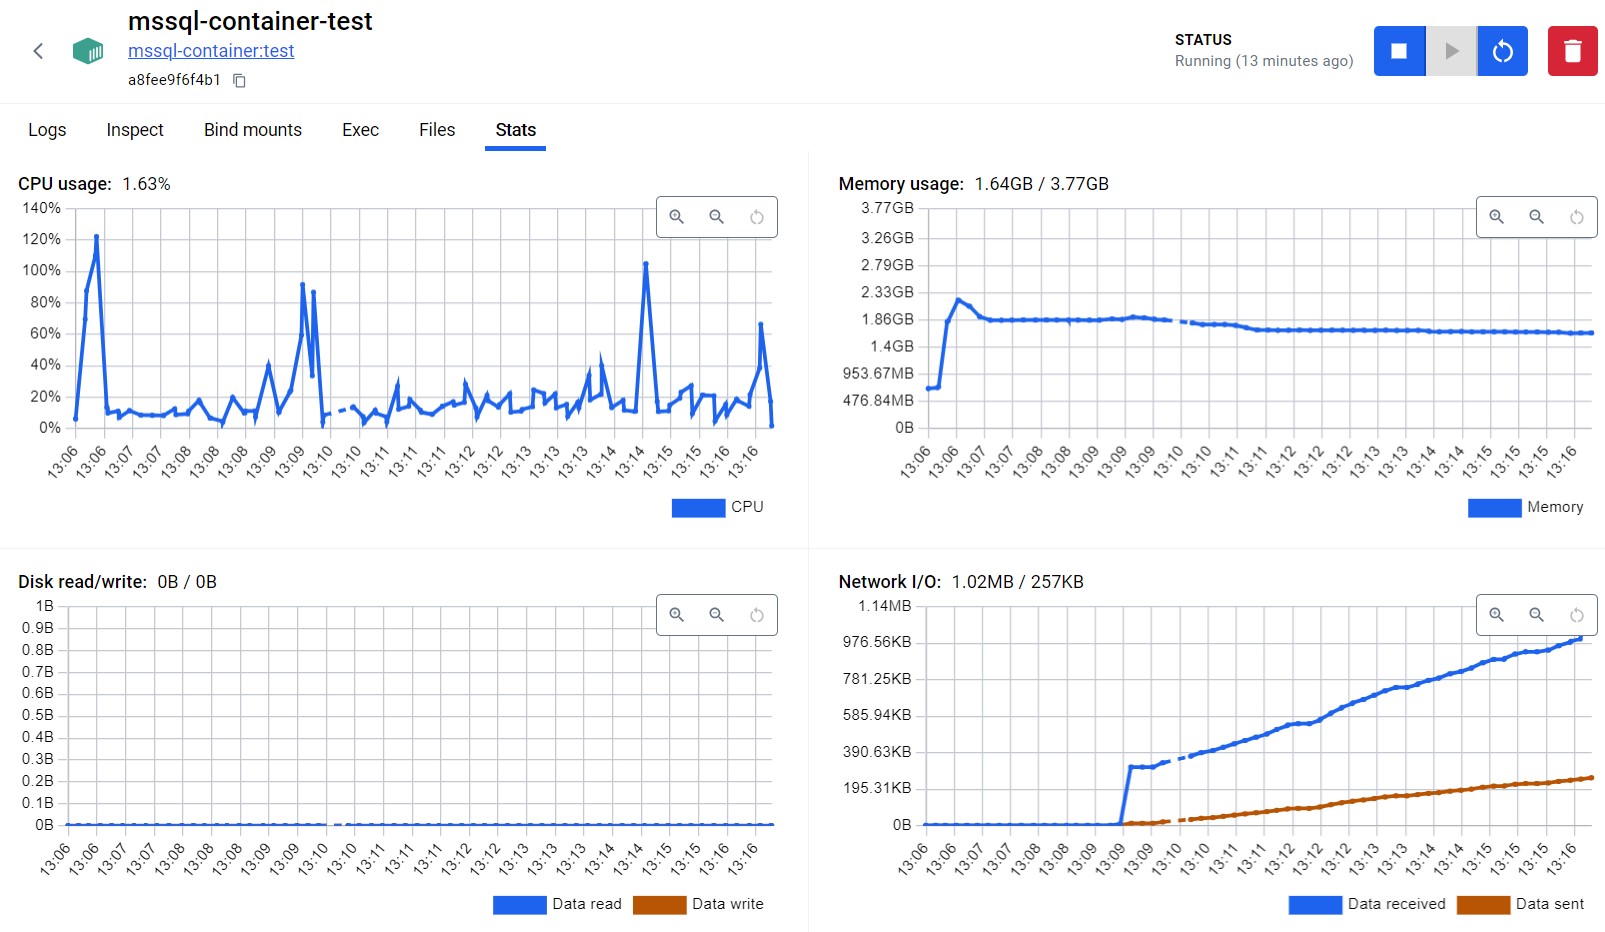 mssql-container-test
mssql-container:test
a8fee9f6f4b1
STATUS
Running (13 minutes ago)
Logs Inspect Bind mounts Exec Files Stats
CPU usage: 1.63%
140%
120%
100%
80%
60%
40%
20%
0%
13:06 13:06 13:07 13:07 13:08 13:08 13:08 13:09 13:09 13:10 13:10 13:11 13:11 13:11 13:12 13:12 13:13 13:13 13:13 13:14 13:14 13:15 13:15 13:16 13:16
CPU
Memory usage: 1.64GB / 3.77GB
3.77GB
3.26GB
2.79GB
2.33GB
1.86GB
1.4GB
953.67MB
476.84MB
0B
13:06 13:06 13:07 13:07 13:08 13:08 13:09 13:09 13:09 13:10 13:10 13:11 13:11 13:12 13:12 13:12 13:13 13:13 13:14 13:14 13:15 13:15 13:15 13:16
Memory
Disk read/write: 0B / 0B
1B
0.9B
0.8B
0.7B
0.6B
0.5B
0.4B
0.3B
0.2B
0.1B
0B
13:06 13:06 13:07 13:07 13:08 13:08 13:08 13:09 13:09 13:10 13:10 13:11 13:11 13:11 13:12 13:12 13:13 13:13 13:14 13:14 13:14 13:15 13:15 13:16 13:16
Data read Data write
Network I/O: 1.02MB / 257KB
1.14MB
976.56KB
781.25KB
585.94KB
390.63KB
195.31KB
0B
13:06 13:06 13:07 13:07 13:08 13:08 13:09 13:09 13:09 13:10 13:10 13:11 13:11 13:12 13:12 13:12 13:13 13:13 13:14 13:14 13:15 13:15 13:15 13:16
Data received Data sent